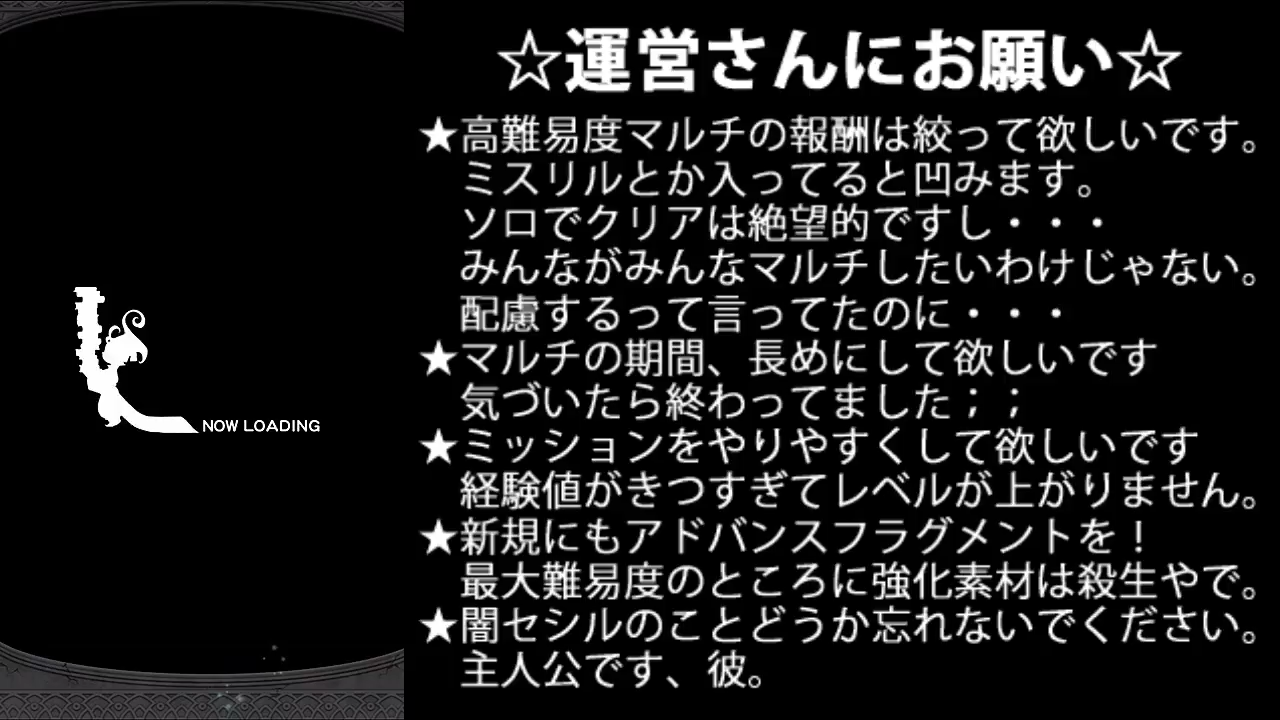 ☆運営さんにお願い☆
★高難易度マルチの報酬は絞って欲しいです。
ミスリルとか入ってると凹みます。
ソロでクリアは絶望的ですし・・・
みんながみんなマルチしたいわけじゃない。
配慮するって言ってたのに・・・
★マルチの期間、長めにして欲しいです
気づいたら終わってました；；
★ミッションをやりやすくして欲しいです
経験値がきつすぎてレベルが上がりません。
★新規にもアドバンスフラグメントを！
最大難易度のところに強化素材は殺生やで。
★闇セシルのことどうか忘れないでください。
主人公です、彼。
NOW LOADING